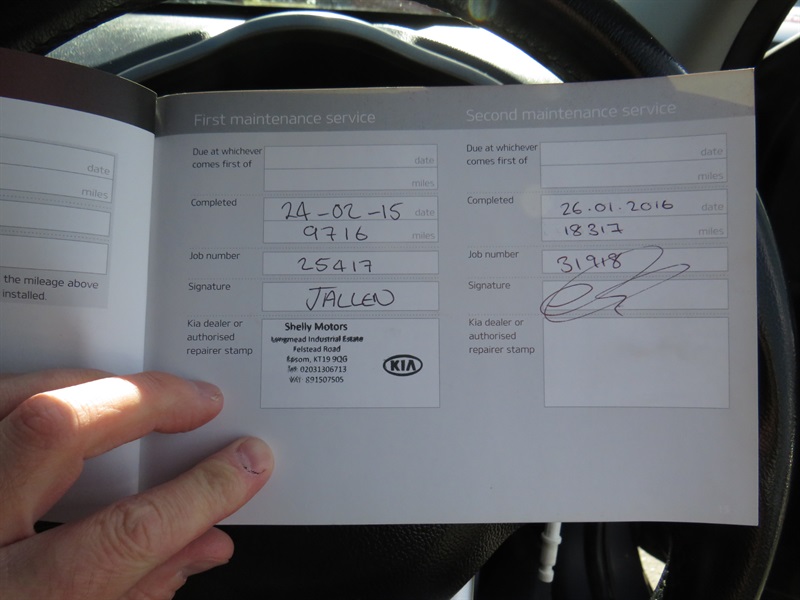 date
miles
the mileage above
installed.
First maintenance service
Due at whichever
comes first of
date
miles
Completed
24-02-15 date
9716 miles
Job number
25417
Signature
JALLEN
Kia dealer or
authorised
repairer stamp
Shelly Motors
Longmead Industrial Estate
Felstead Road
Epsom, KT19 9QG
Tel: 02031306713
VAT: 891507505
KIA
Second maintenance service
Due at whichever
comes first of
date
miles
Completed
26.01.2016 date
18317 miles
Job number
31918
Signature
Kia dealer or
authorised
repairer stamp